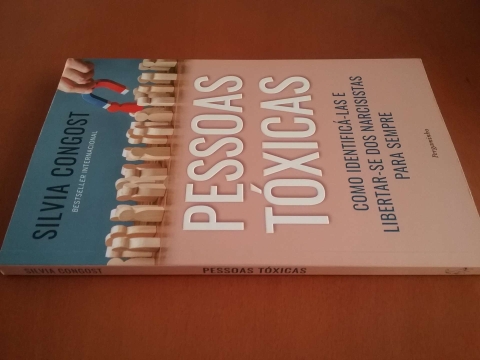 SILVIA CONGOST
BESTSELLER INTERNACIONAL
PESSOAS
TÓXICAS
COMO IDENTIFICÁ-LAS E
LIBERTAR-SE DOS NARCISISTAS
PARA SEMPRE
Pergaminho
SILVIA CONGOST
PESSOAS TÓXICAS